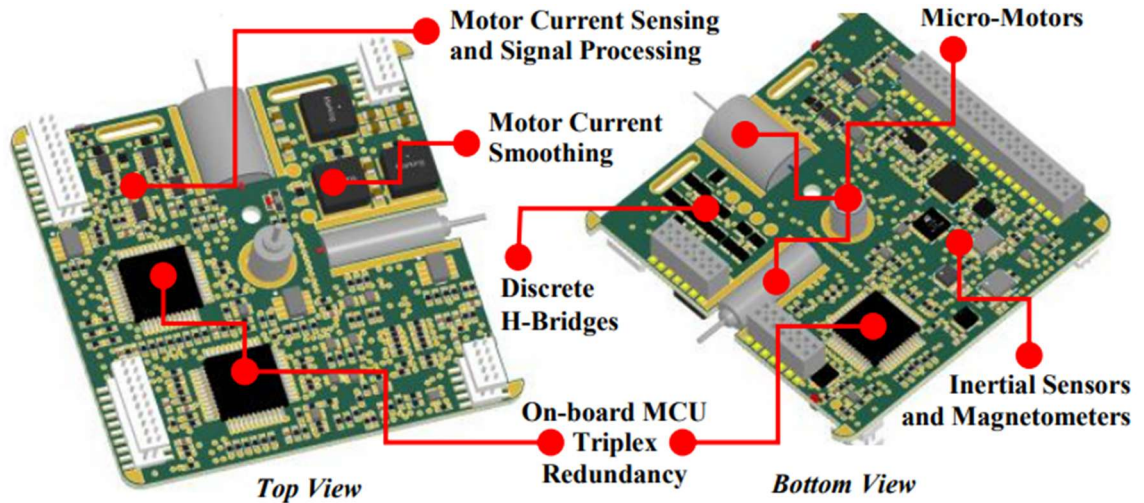 Motor Current Sensing
and Signal Processing
Micro-Motors
Motor Current
Smoothing
Discrete
H-Bridges
Inertial Sensors
and Magnetometers
On-board MCU
Triplex
Redundancy
Top View
Bottom View